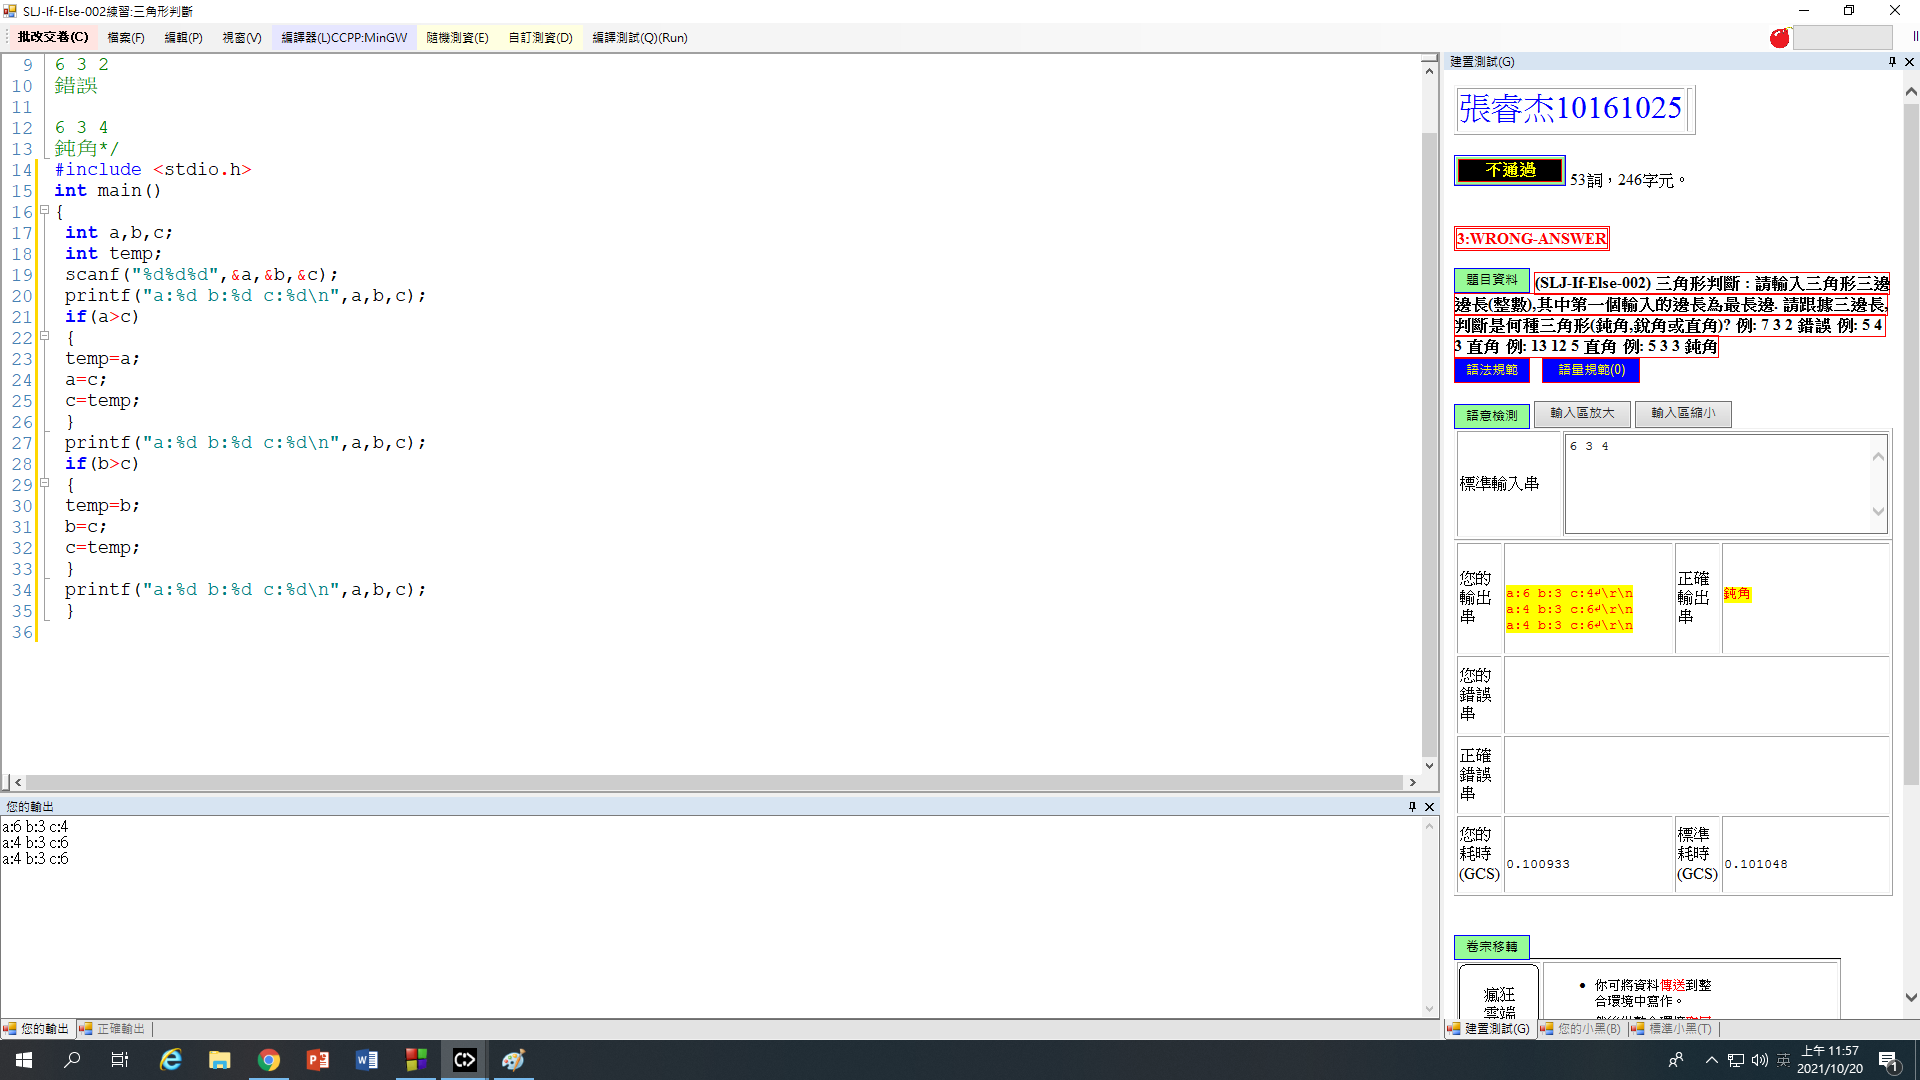 SLJ-If-Else-002練習:三角形判斷
批改交卷(C) 檔案(F) 編輯(P) 視窗(V) 編譯器(L)CCPP:MinGW 隨機測資(E) 自訂測資(D) 編譯測試(Q)(Run)
9 6 3 2
10 錯誤
11
12 6 3 4
13 鈍角*/
14 #include <stdio.h>
15 int main()
16 {
17 int a,b,c;
18 int temp;
19 scanf("%d%d%d",&a,&b,&c);
20 printf("a:%d b:%d c:%d\n",a,b,c);
21 if(a>c)
22 {
23 temp=a;
24 a=c;
25 c=temp;
26 }
27 printf("a:%d b:%d c:%d\n",a,b,c);
28 if(b>c)
29 {
30 temp=b;
31 b=c;
32 c=temp;
33 }
34 printf("a:%d b:%d c:%d\n",a,b,c);
35 }
36
您的輸出
a:6 b:3 c:4
a:4 b:3 c:6
a:4 b:3 c:6
您的輸出 正確輸出
建置測試(G)
張睿杰10161025
不通過 53詞，246字元。
3:WRONG-ANSWER
題目資料 (SLJ-If-Else-002) 三角形判斷 : 請輸入三角形三邊
邊長(整數),其中第一個輸入的邊長為最長邊. 請跟據三邊長,
判斷是何種三角形(鈍角,銳角或直角)? 例: 7 3 2 錯誤 例: 5 4
3 直角 例: 13 12 5 直角 例: 5 3 3 鈍角
語法規範 語量規範(0)
語意檢測 輸入區放大 輸入區縮小
標準輸入串
6 3 4
您的輸出串
a:6 b:3 c:4↵\r\n
a:4 b:3 c:6↵\r\n
a:4 b:3 c:6↵\r\n
正確輸出串
鈍角
您的錯誤串
正確錯誤串
您的耗時(GCS)
0.100933
標準耗時(GCS)
0.101048
卷宗移轉
瘋狂
雲端
• 你可將資料傳送到整
合環境中寫作。
建置測試(G) 您的小黑(B) 標準小黑(T)
英
上午 11:57
2021/10/20
1